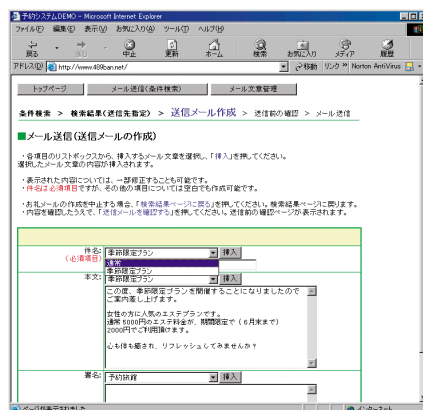 予約システムDEMO - Microsoft Internet Explorer
ファイル(F) 編集(E) 表示(V) お気に入り(A) ツール(T) ヘルプ(H)
戻る 進む 中止 更新 ホーム 検索 お気に入り メディア 履歴
アドレス(D) http://www.489ban.net/ 移動 リンク » Norton AntiVirus
トップページ メール送信(条件検索) メール文章管理
条件検索 > 検索結果(送信先指定) > 送信メール作成 > 送信前の確認 > メール送信
■メール送信(送信メールの作成)
・各項目のリストボックスから、挿入するメール文章を選択し、「挿入」を押してください。
選択したメール文章の内容が挿入されます。
・表示された内容については、一部修正することも可能です。
・件名は必須項目ですが、その他の項目については空白でも作成可能です。
・お礼メールの作成を中止する場合、「検索結果ページに戻る」を押してください。検索結果ページに戻ります。
・内容を確認したうえで、「送信メールを確認する」を押してください。送信前の確認ページが表示されます。
件名: 季節限定プラン 挿入
(必須項目) 通常
季節限定プラン
本文: 季節限定プラン 挿入
この度、季節限定プランを開催することになりましたので
ご案内差し上げます。
女性の方に人気のエステプランです。
通常5000円のエステ料金が、期間限定で(6月末まで)
2000円でご利用頂けます。
心も体も癒され、リフレッシュしてみませんか?
署名: 予約旅館 挿入
ページが表示されました インターネット